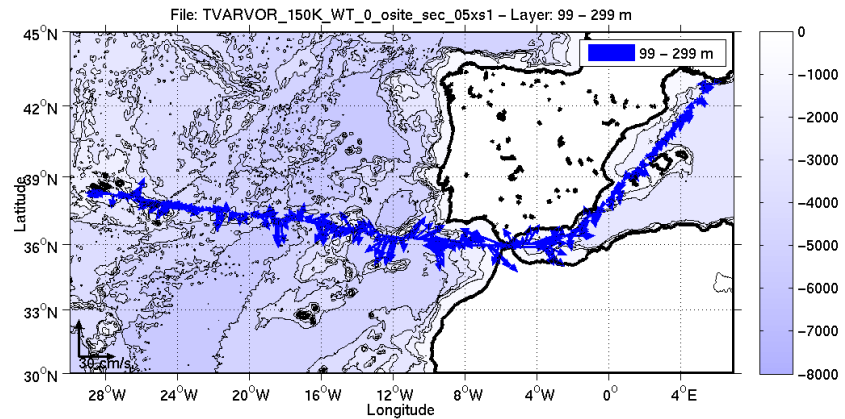 File: TVARVOR_150K_WT_0_osite_sec_05xs1 – Layer: 99 – 299 m
99 – 299 m
45°N
42°N
39°N
36°N
33°N
30°N
Latitude
30 cm/s
28°W 24°W 20°W 16°W 12°W 8°W 4°W 0° 4°E
Longitude
0
−1000
−2000
−3000
−4000
−5000
−6000
−7000
−8000